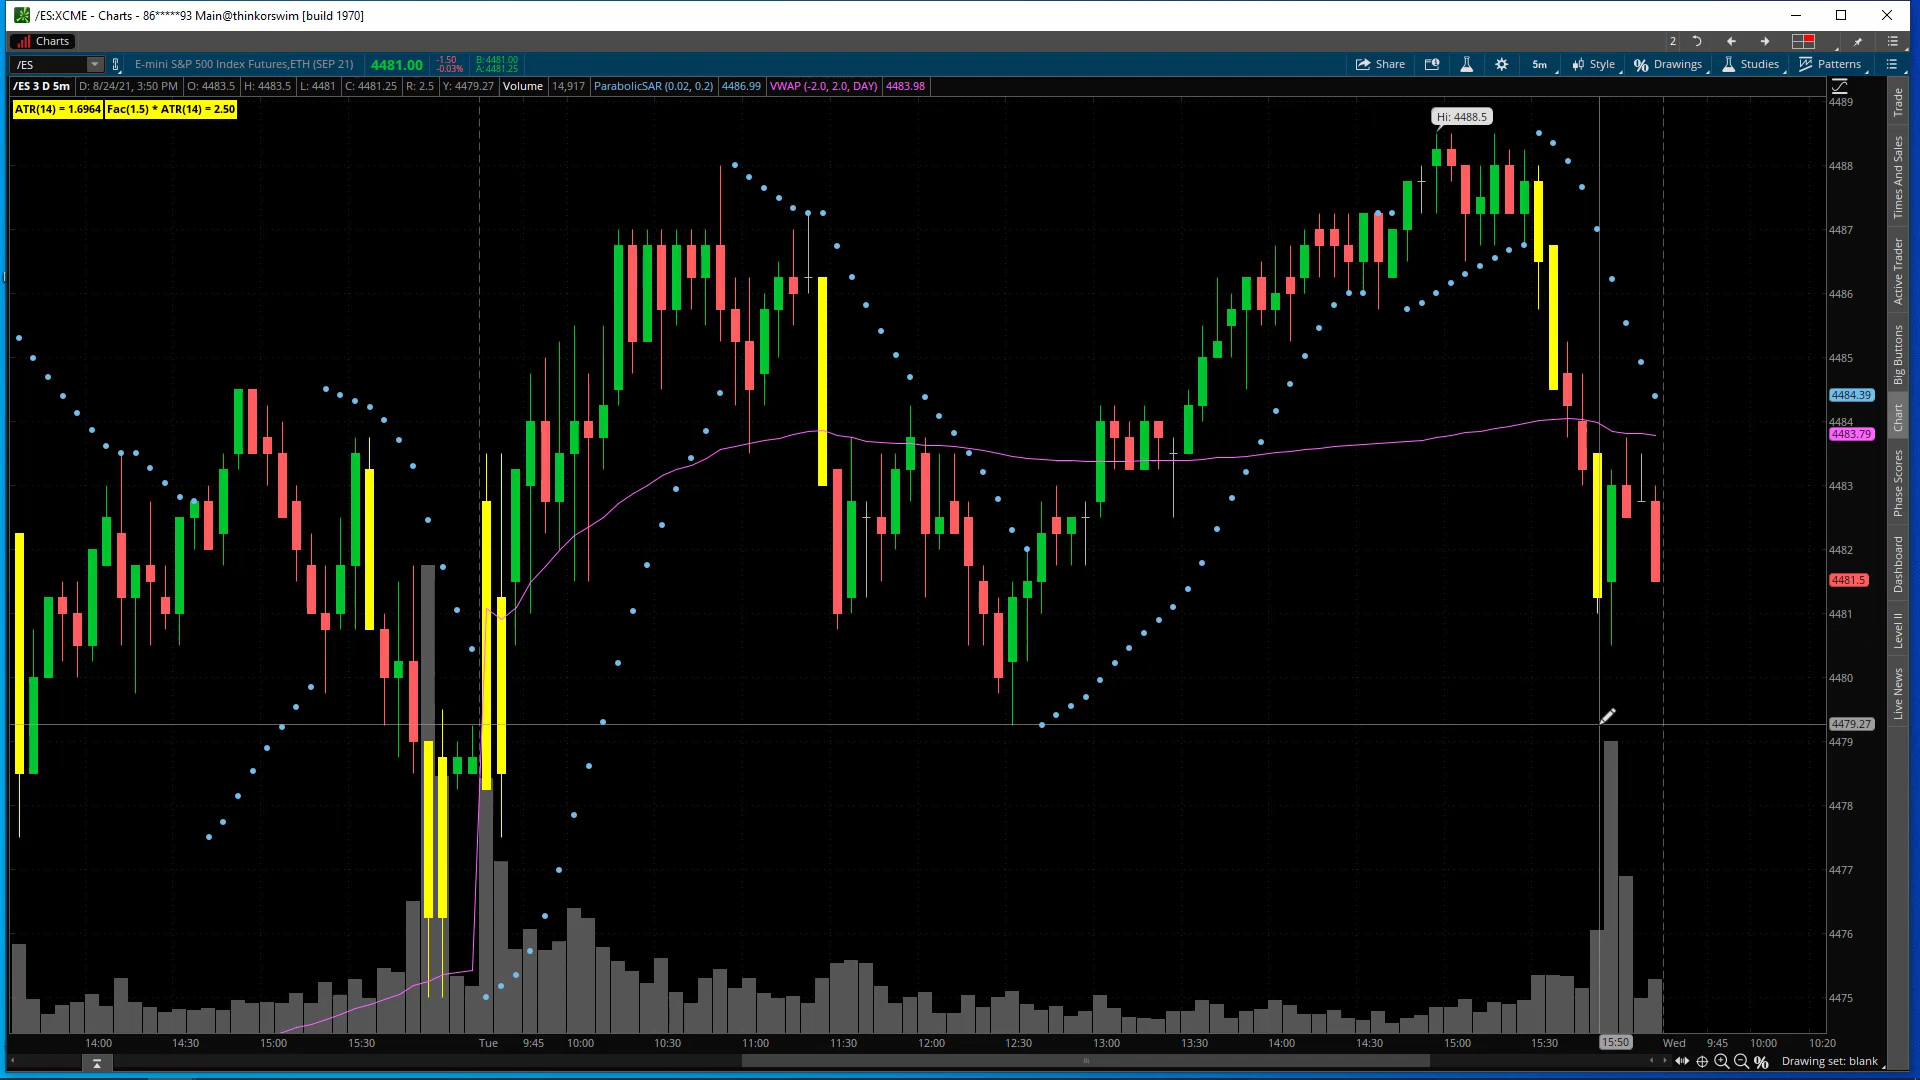 /ES:XCME - Charts - 86*****93 Main@thinkorswim [build 1970]
Charts
2
/ES
E-mini S&P 500 Index Futures,ETH (SEP 21)
4481.00
-1.50
-0.03%
B: 4481.00
A: 4481.25
Share
5m
Style
Drawings
Studies
Patterns
/ES 3 D 5m
D: 8/24/21, 3:50 PM
O: 4483.5
H: 4483.5
L: 4481
C: 4481.25
R: 2.5
Y: 4479.27
Volume
14,917
ParabolicSAR (0.02, 0.2)
4486.99
VWAP (-2.0, 2.0, DAY)
4483.98
ATR(14) = 1.6964
Fac(1.5) * ATR(14) = 2.50
Hi: 4488.5
4489
4488
4487
4486
4485
4484.39
4484
4483.79
4483
4482
4481.5
4481
4480
4479.27
4479
4478
4477
4476
4475
Trade
Times And Sales
Active Trader
Big Buttons
Chart
Phase Scores
Dashboard
Level II
Live News
14:00
14:30
15:00
15:30
Tue
9:45
10:00
10:30
11:00
11:30
12:00
12:30
13:00
13:30
14:00
14:30
15:00
15:30
15:50
Wed
9:45
10:00
10:20
Drawing set: blank